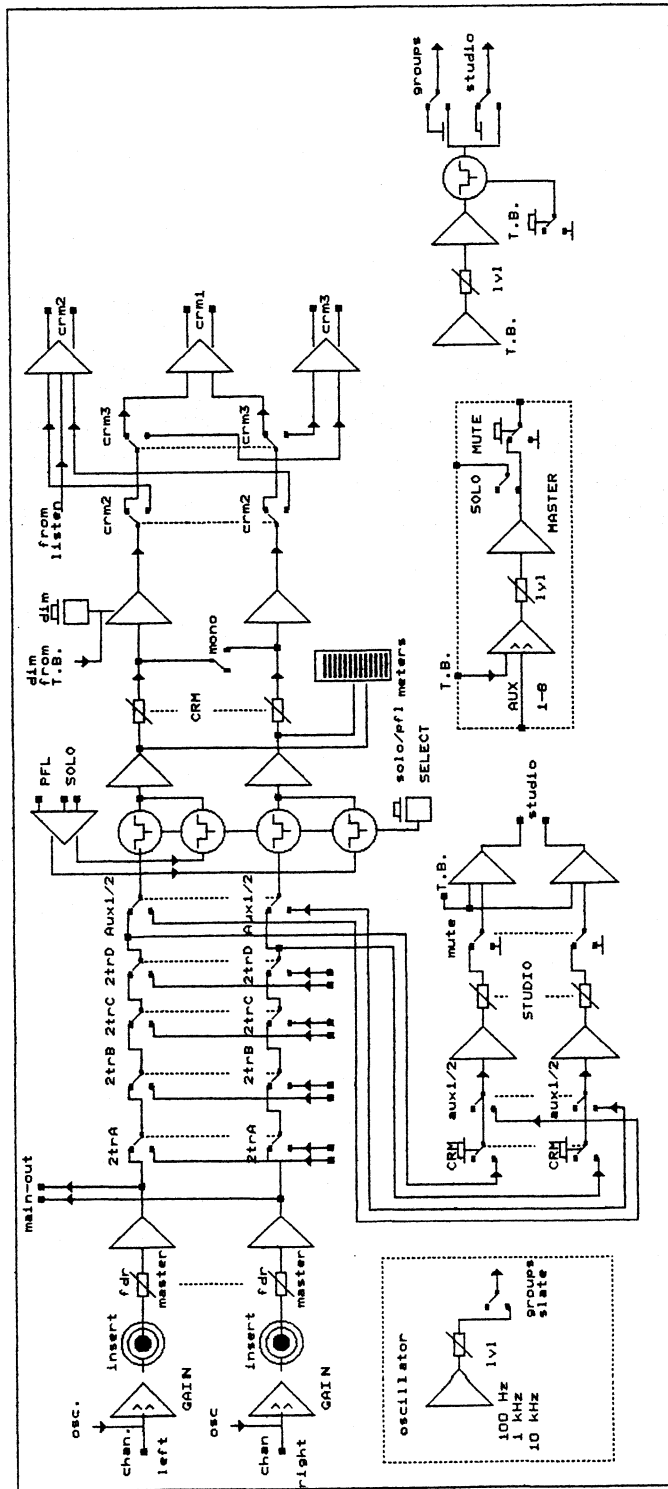 osc.
chan.
left
GAIN
insert
fdr
master
main-out
2trA
2trB
2trC
2trD
Aux1/2
PFL
SOLO
CRM
mono
dim
from
T.B.
dim
crm2
from
listen
crm3
crm2
crm1
crm3
osc
chan
right
GAIN
insert
fdr
master
2trA
2trB
2trC
2trD
Aux1/2
crm2
crm3
solo/pfl meters
SELECT
oscillator
100 Hz
1 kHz
10 kHz
lvl
groups
slate
CRM
aux1/2
STUDIO
mute
T.B.
studio
CRM
aux1/2
T.B.
AUX
1-8
lvl
MASTER
SOLO
MUTE
T.B.
lvl
T.B.
groups
studio